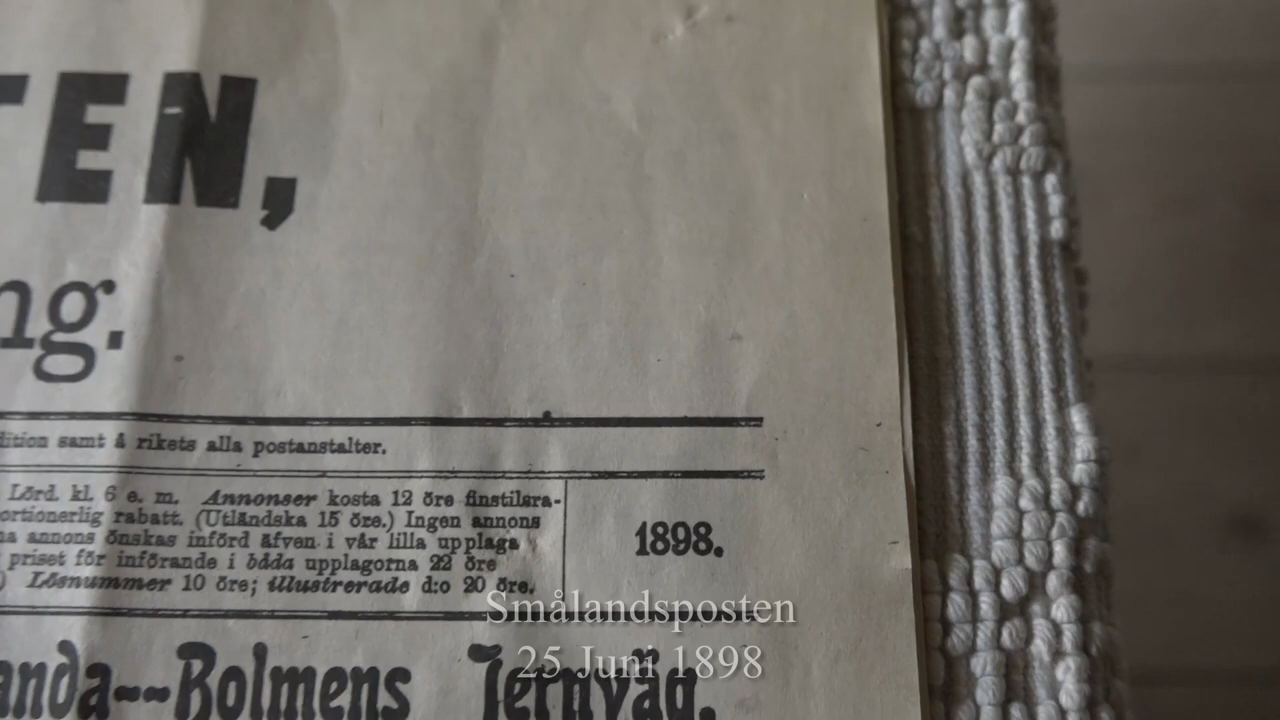 TEN,
ng.
dition samt å rikets alla postanstalter.
Lörd. kl. 6 e. m. Annonser kosta 12 öre finstilsra-
ortionerlig rabatt. (Utländska 15 öre.) Ingen annons
na annons önskas införd äfven i vår lilla upplaga
priset för införande i båda upplagorna 22 öre
) Lösnummer 10 öre; illustrerade d:o 20 öre.
1898.
anda--Bolmens Jernväg.
Smålandsposten
25 Juni 1898